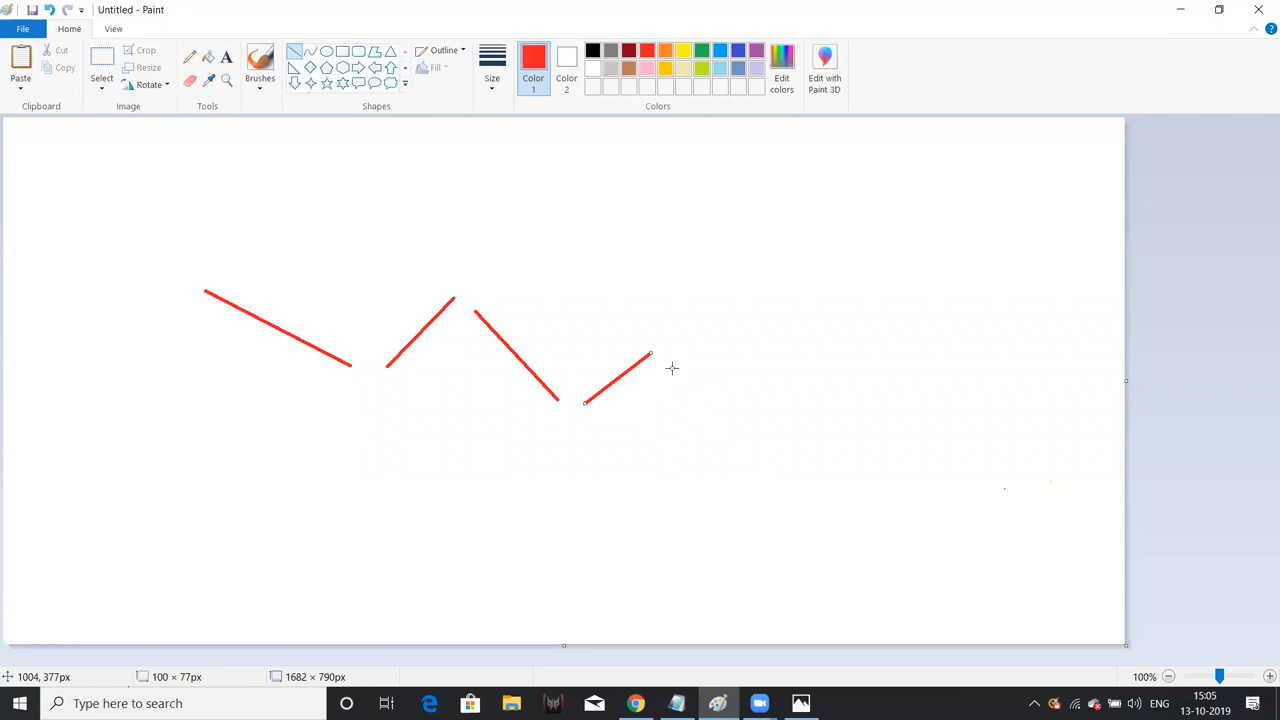 Untitled - Paint
File Home View
Paste
Cut
Copy
Clipboard
Select
Crop
Resize
Rotate
Image
Tools
Brushes
Outline
Fill
Shapes
Size
Color 1
Color 2
Edit colors
Colors
Edit with Paint 3D
1004, 377px
100 × 77px
1682 × 790px
100%
Type here to search
ENG
15:05
13-10-2019